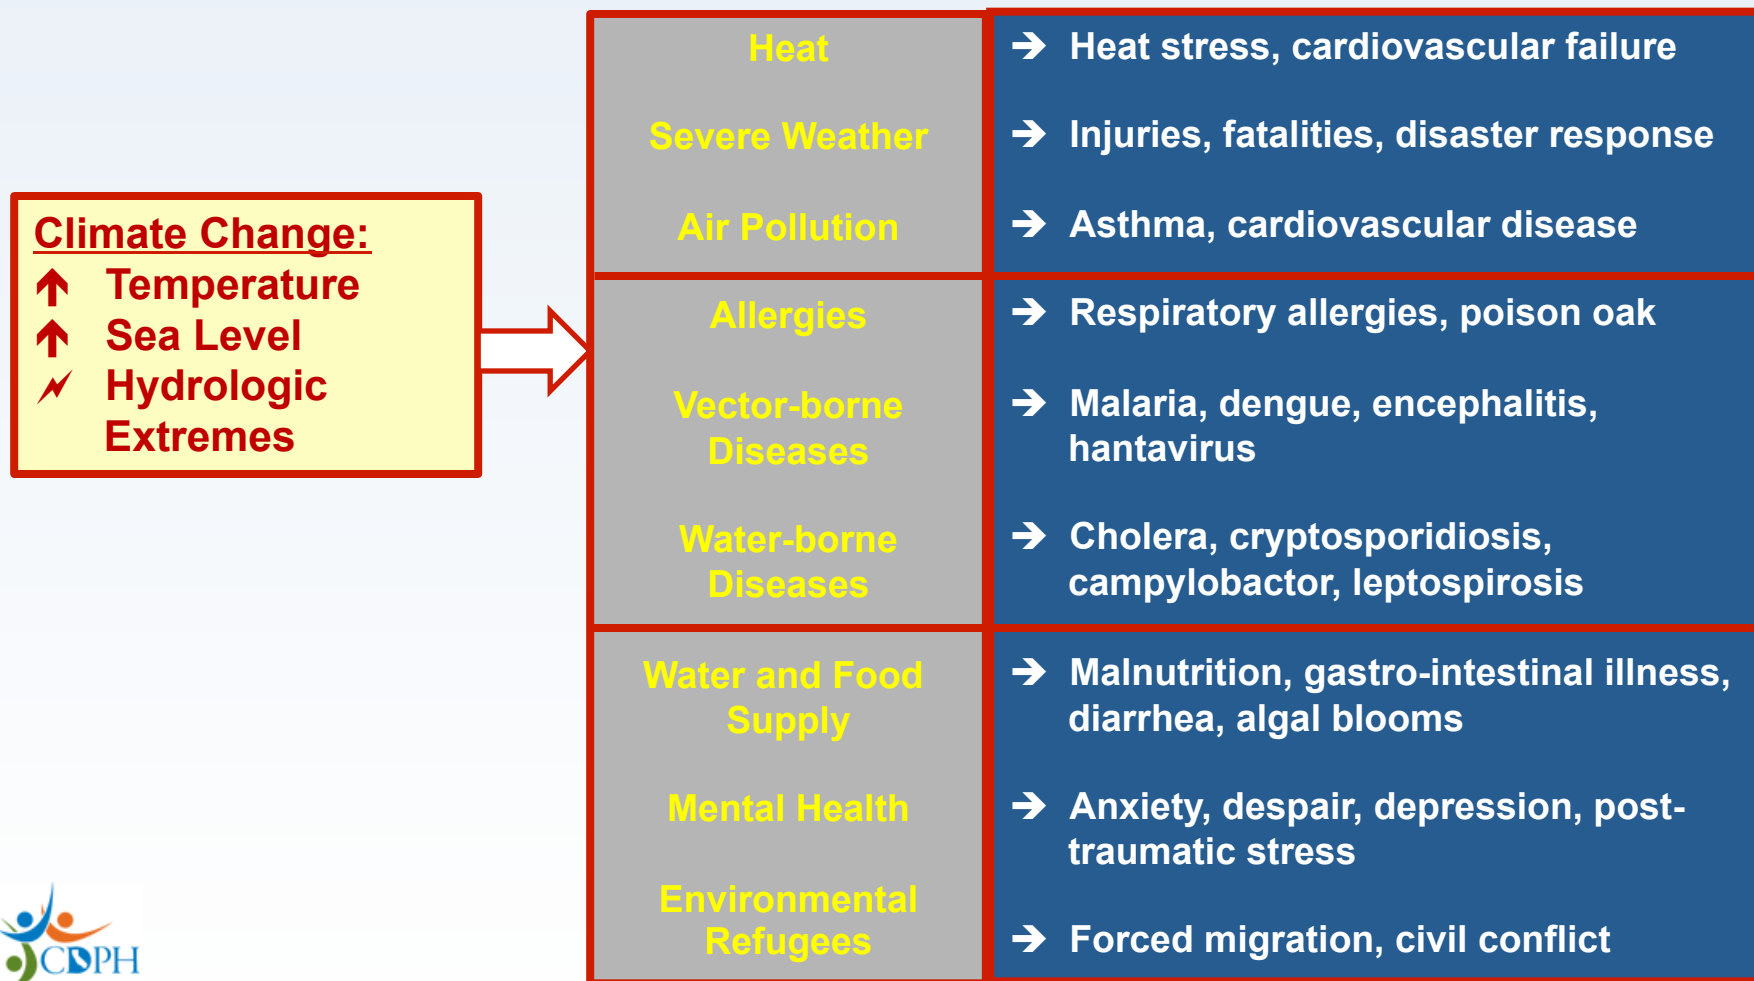 Climate Change:
↑ Temperature
↑ Sea Level
Hydrologic
Extremes
Heat
➔ Heat stress, cardiovascular failure
Severe Weather
➔ Injuries, fatalities, disaster response
Air Pollution
➔ Asthma, cardiovascular disease
Allergies
➔ Respiratory allergies, poison oak
Vector-borne
Diseases
➔ Malaria, dengue, encephalitis,
hantavirus
Water-borne
Diseases
➔ Cholera, cryptosporidiosis,
campylobactor, leptospirosis
Water and Food
Supply
➔ Malnutrition, gastro-intestinal illness,
diarrhea, algal blooms
Mental Health
➔ Anxiety, despair, depression, post-
traumatic stress
Environmental
Refugees
➔ Forced migration, civil conflict
CDPH